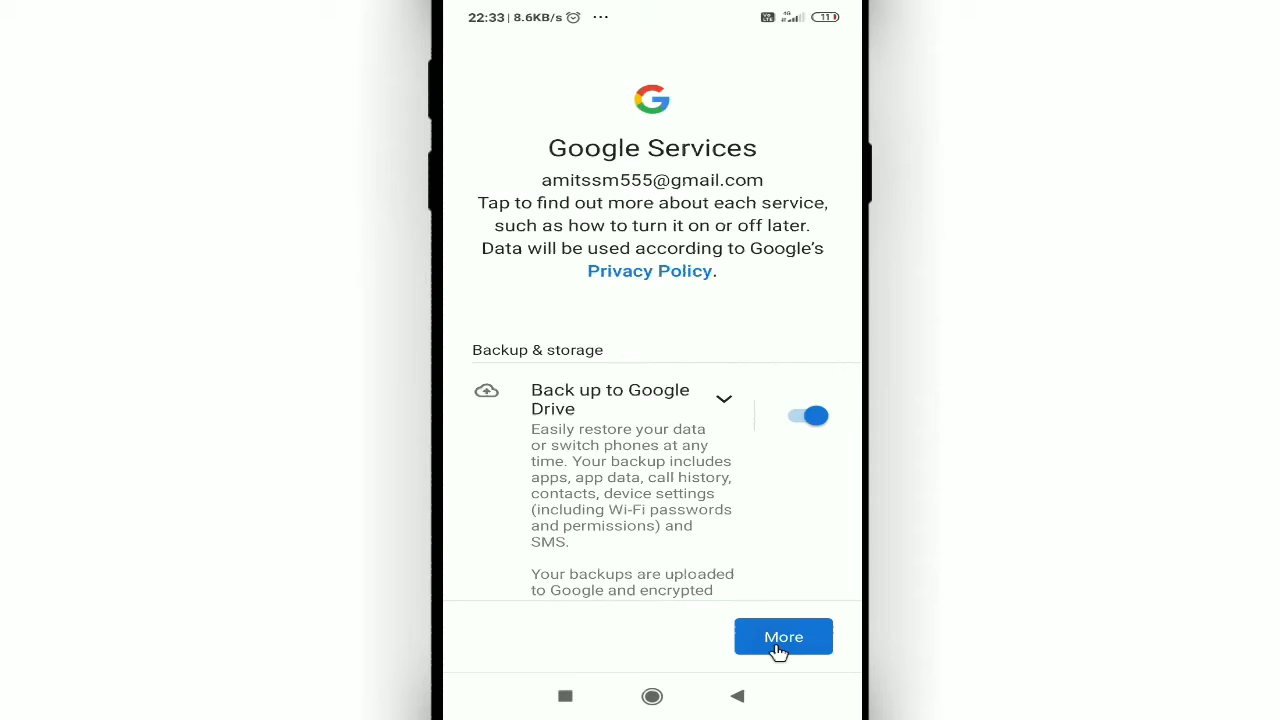 22:33 | 8.6KB/s ...
Vo LTE 4G 11
Google Services
amitssm555@gmail.com
Tap to find out more about each service,
such as how to turn it on or off later.
Data will be used according to Google’s
Privacy Policy.
Backup & storage
Back up to Google
Drive
Easily restore your data
or switch phones at any
time. Your backup includes
apps, app data, call history,
contacts, device settings
(including Wi-Fi passwords
and permissions) and
SMS.
Your backups are uploaded
to Google and encrypted
More